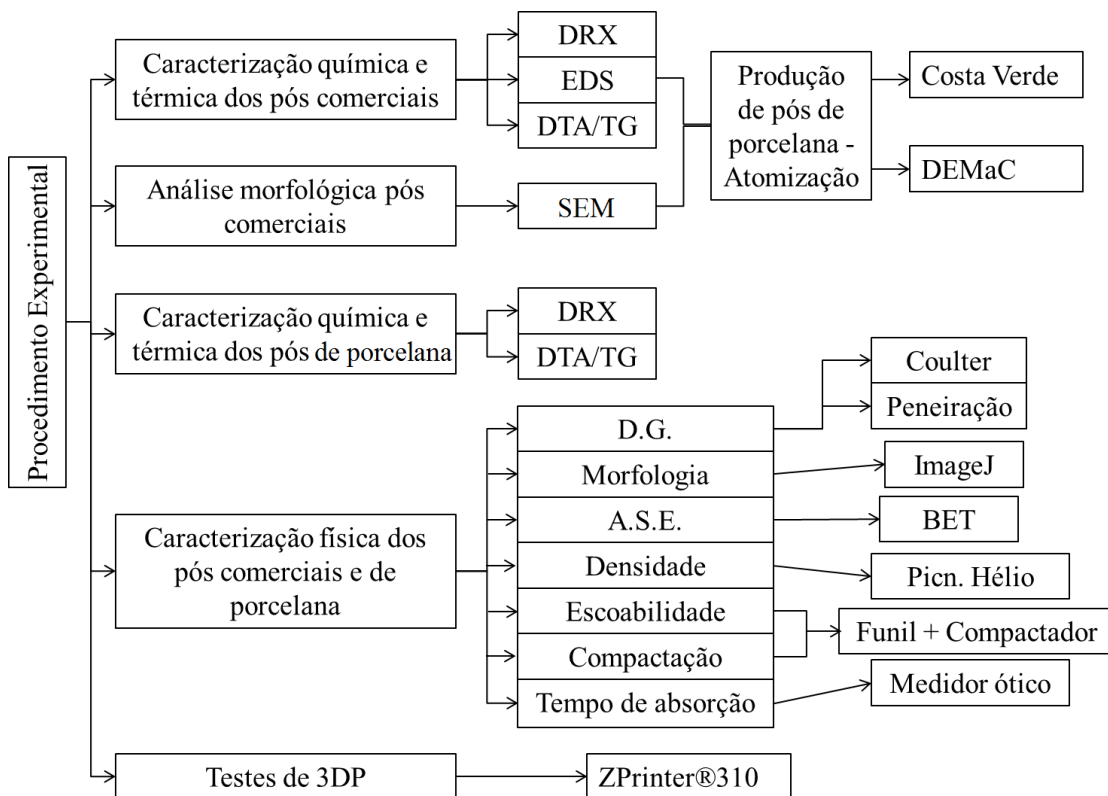 Procedimento Experimental
Caracterização química e
térmica dos pós comerciais
DRX
EDS
DTA/TG
Produção
de pós de
porcelana -
Atomização
Costa Verde
DEMaC
Análise morfológica pós
comerciais
SEM
Caracterização química e
térmica dos pós de porcelana
DRX
DTA/TG
Caracterização física dos
pós comerciais e de
porcelana
D.G.
Morfologia
A.S.E.
Densidade
Escoabilidade
Compactação
Tempo de absorção
Coulter
Peneiração
ImageJ
BET
Picn. Hélio
Funil + Compactador
Medidor ótico
Testes de 3DP
ZPrinter®310